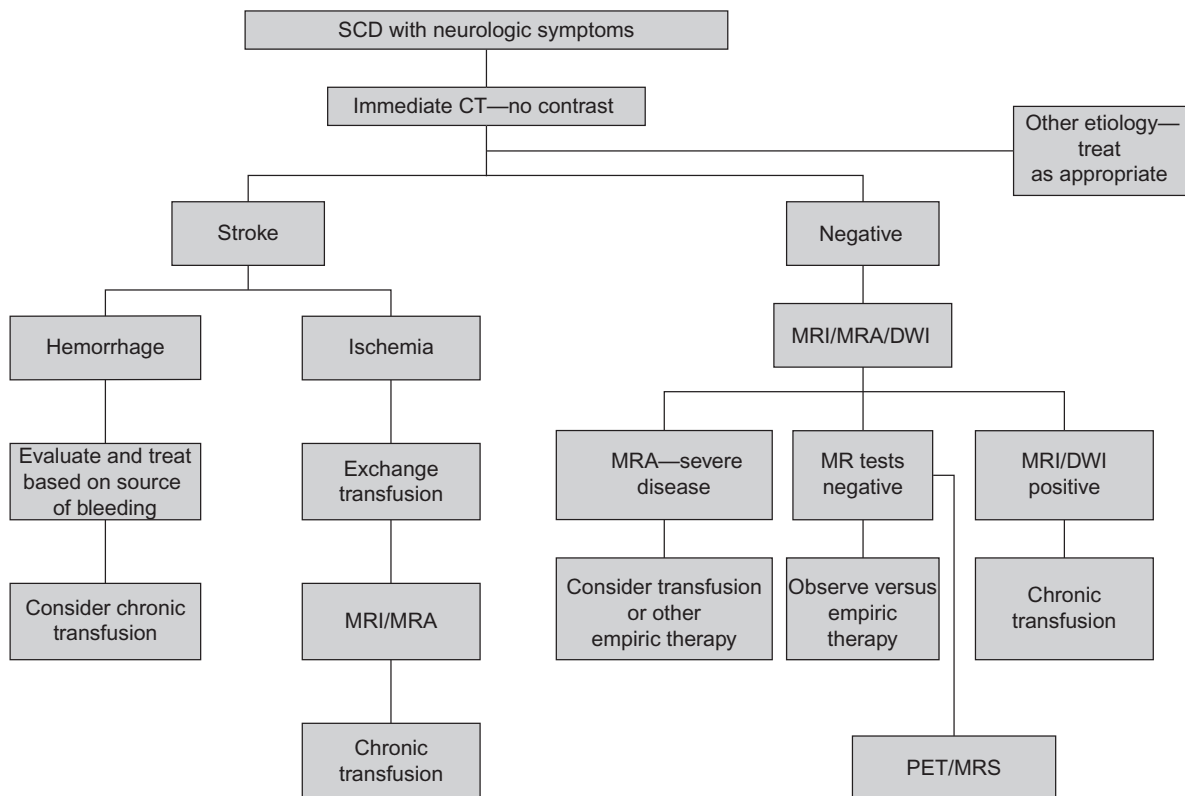 SCD with neurologic symptoms
Immediate CT—no contrast
Other etiology—
treat
as appropriate
Stroke
Negative
Hemorrhage
Ischemia
MRI/MRA/DWI
Evaluate and treat
based on source
of bleeding
Exchange
transfusion
MRA—severe
disease
MR tests
negative
MRI/DWI
positive
Consider chronic
transfusion
MRI/MRA
Consider transfusion
or other
empiric therapy
Observe versus
empiric
therapy
Chronic
transfusion
Chronic
transfusion
PET/MRS